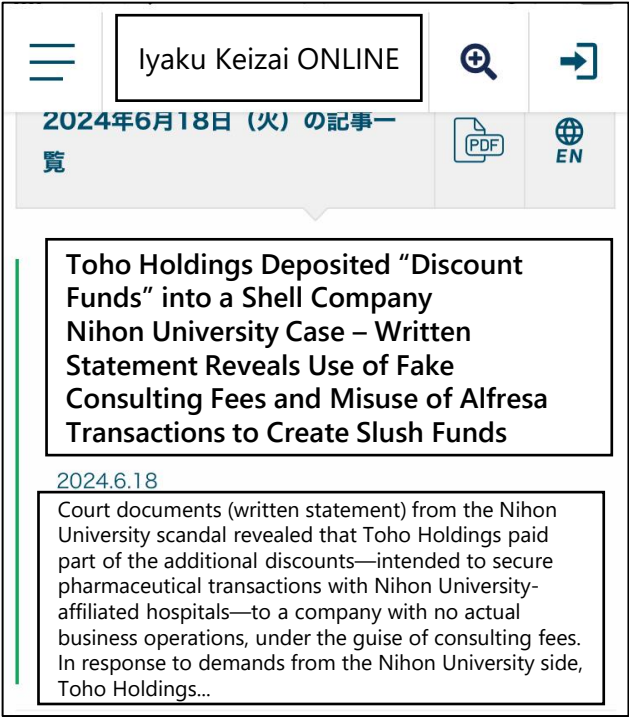 Iyaku Keizai ONLINE
2024年6月18日（火）の記事一
覧
PDF
EN
Toho Holdings Deposited “Discount
Funds” into a Shell Company
Nihon University Case – Written
Statement Reveals Use of Fake
Consulting Fees and Misuse of Alfresa
Transactions to Create Slush Funds
2024.6.18
Court documents (written statement) from the Nihon
University scandal revealed that Toho Holdings paid
part of the additional discounts—intended to secure
pharmaceutical transactions with Nihon University-
affiliated hospitals—to a company with no actual
business operations, under the guise of consulting fees.
In response to demands from the Nihon University side,
Toho Holdings...